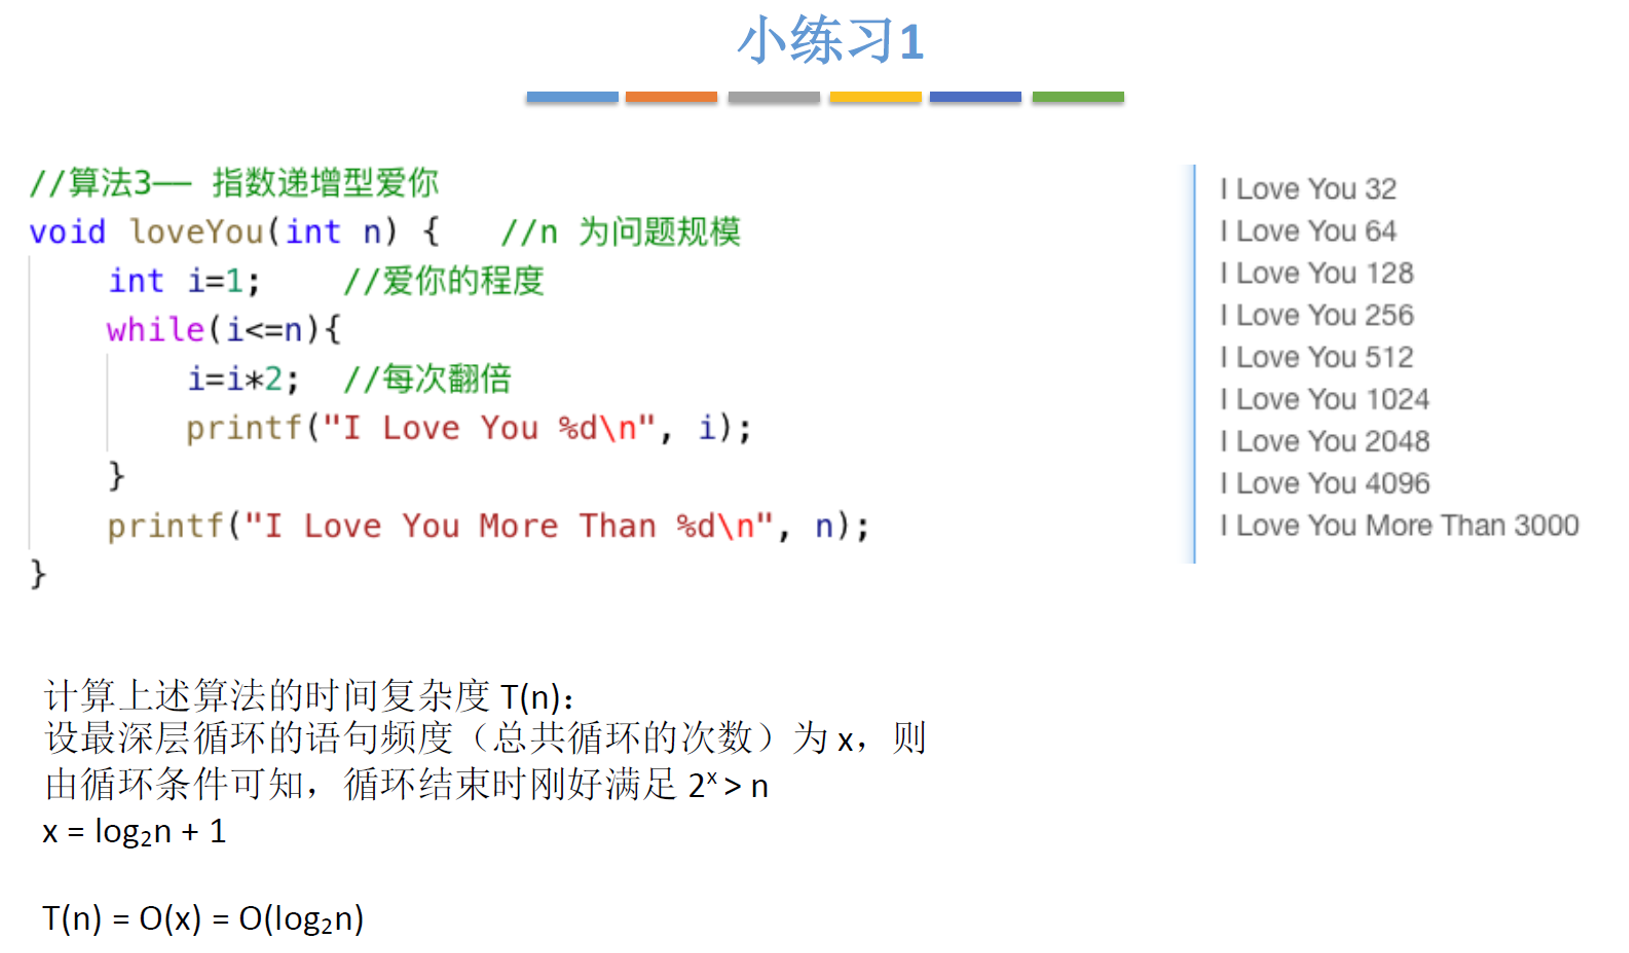 小练习1
//算法3—— 指数递增型爱你
void loveYou(int n) {   //n 为问题规模
    int i=1;    //爱你的程度
    while(i<=n){
        i=i*2;  //每次翻倍
        printf("I Love You %d\n", i);
    }
    printf("I Love You More Than %d\n", n);
}
I Love You 32
I Love You 64
I Love You 128
I Love You 256
I Love You 512
I Love You 1024
I Love You 2048
I Love You 4096
I Love You More Than 3000
计算上述算法的时间复杂度 T(n)：
设最深层循环的语句频度（总共循环的次数）为 x，则
由循环条件可知，循环结束时刚好满足 2ˣ > n
x = log₂n + 1
T(n) = O(x) = O(log₂n)